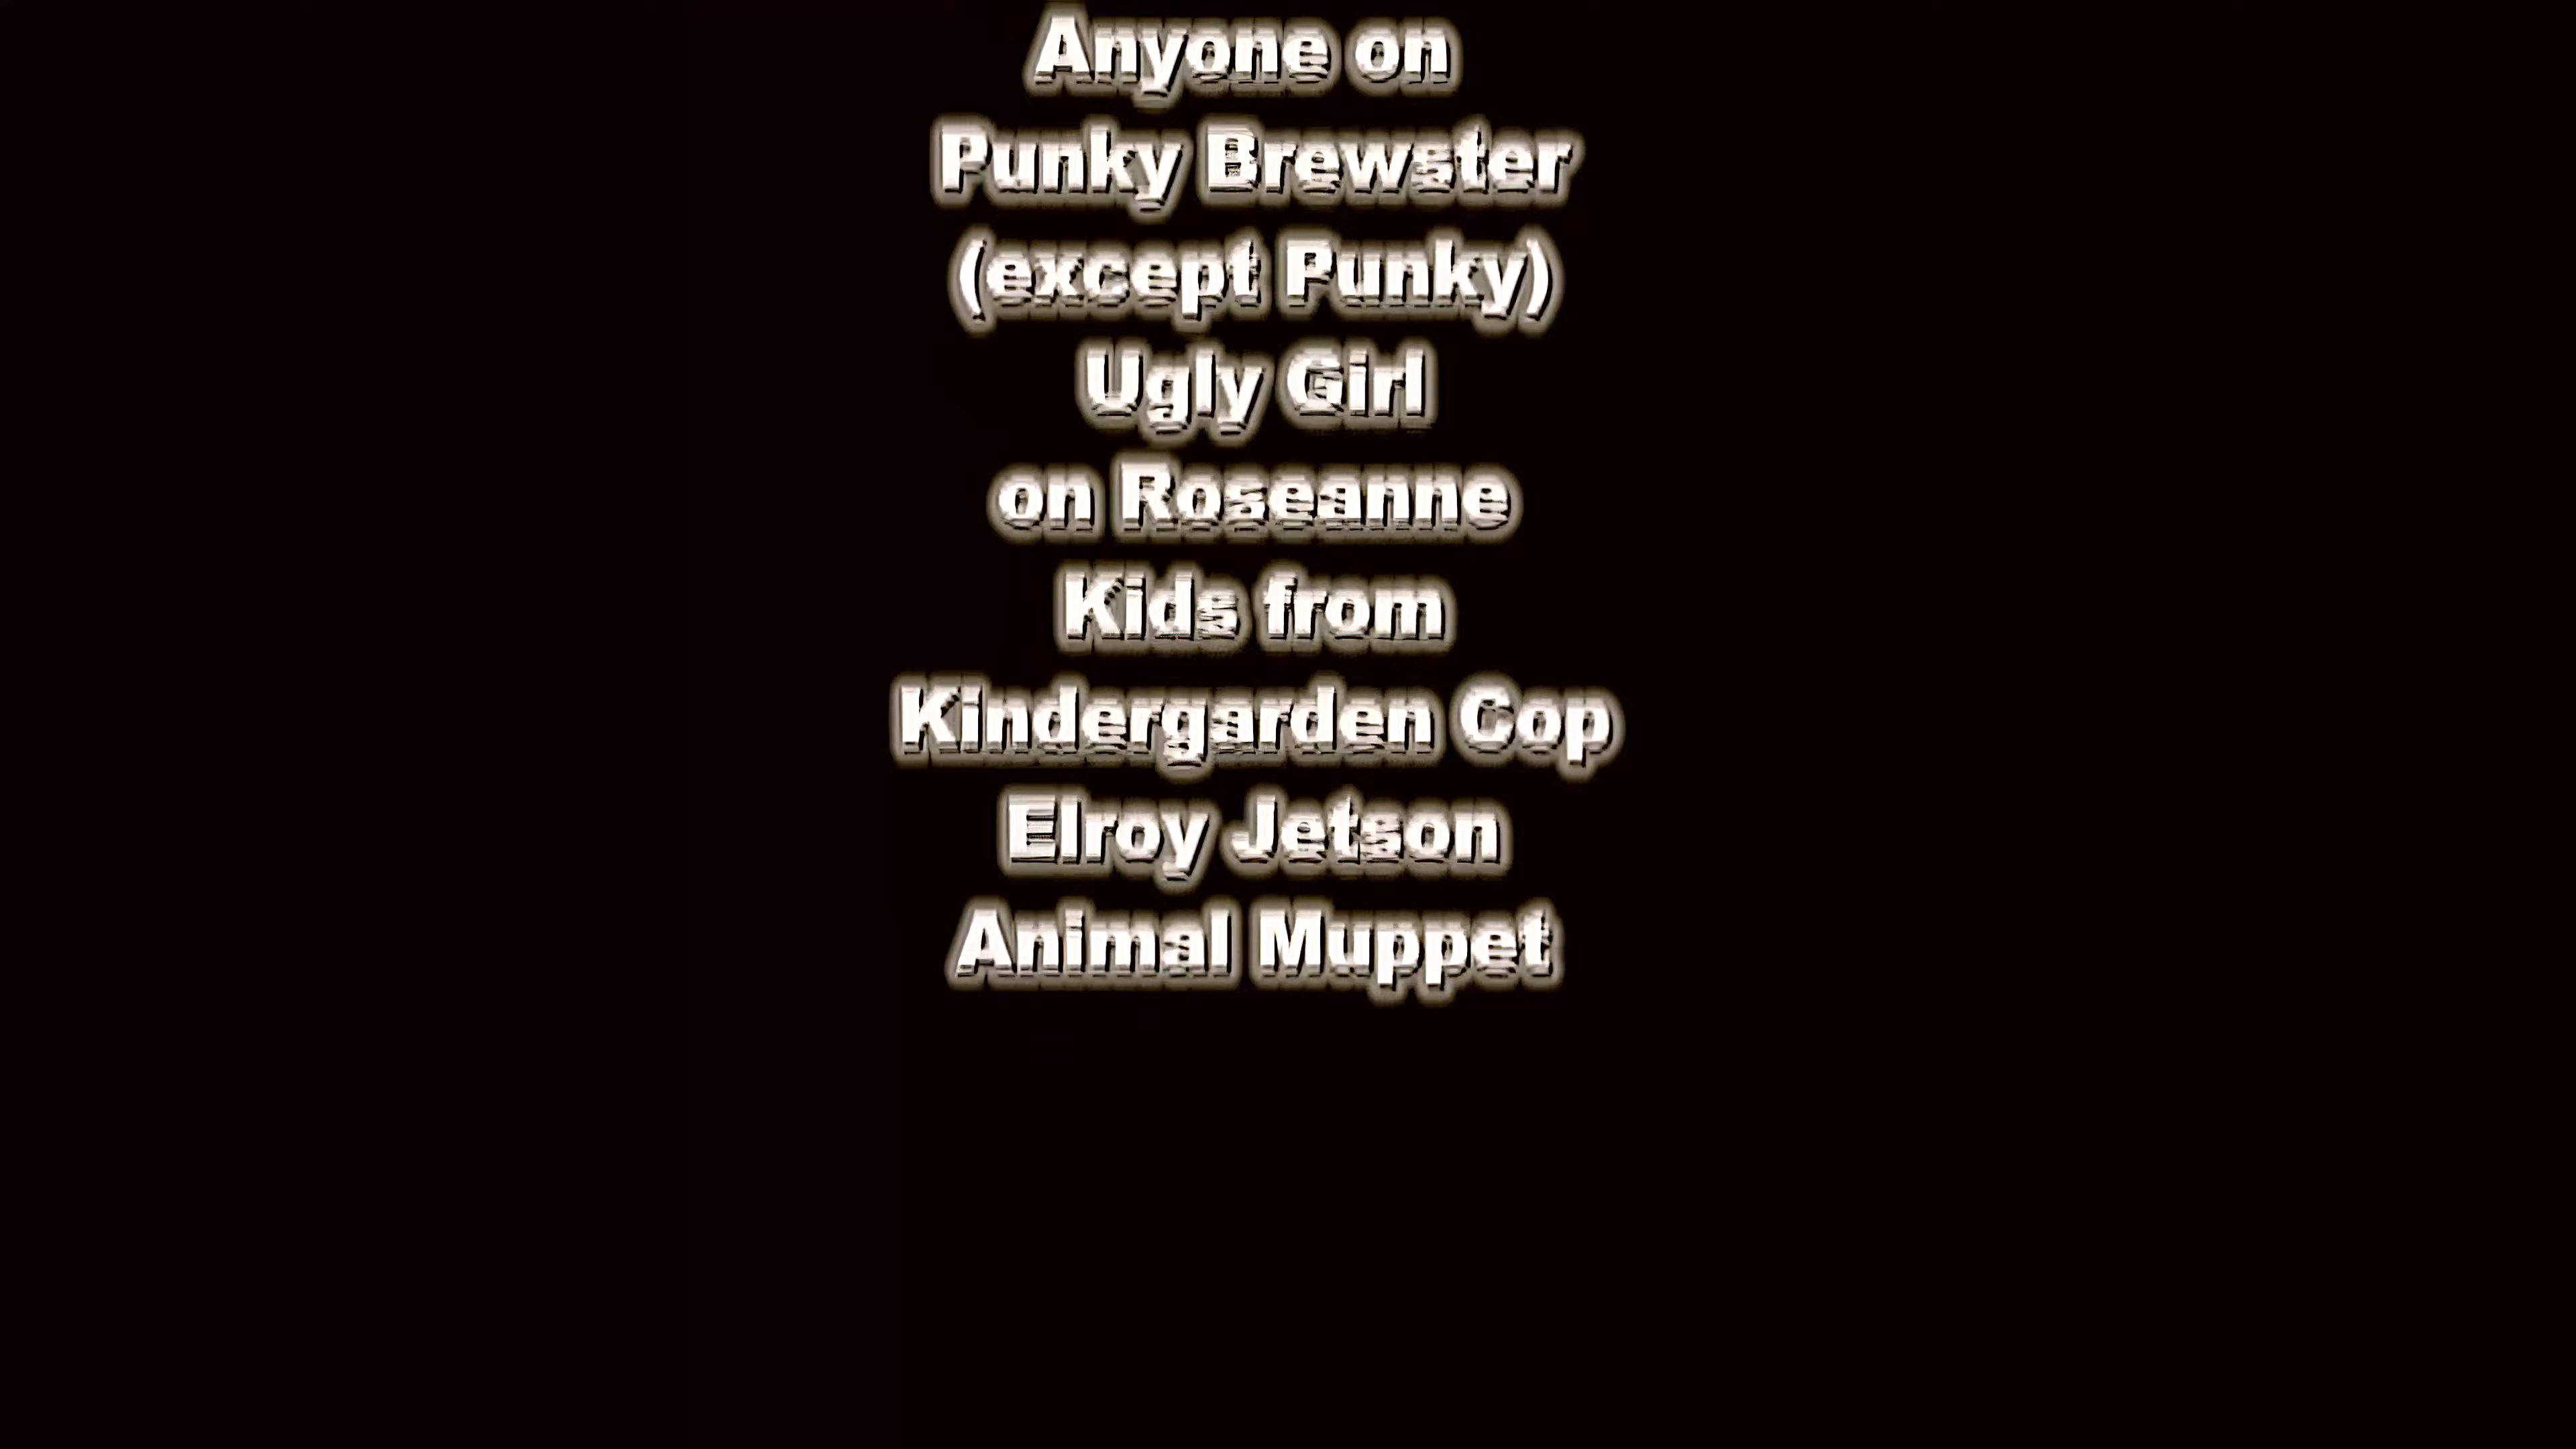 Anyone on
Punky Brewster
(except Punky)
Ugly Girl
on Roseanne
Kids from
Kindergarden Cop
Elroy Jetson
Animal Muppet